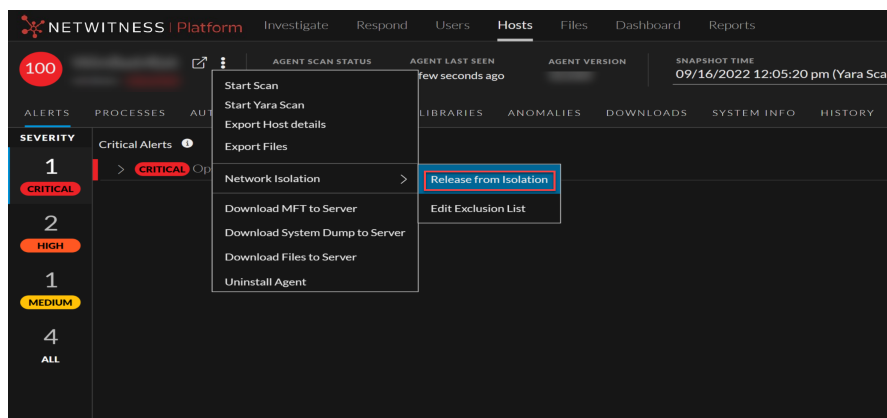 NETWITNESS Platform Investigate Respond Users Hosts Files Dashboard Reports
100
AGENT SCAN STATUS AGENT LAST SEEN AGENT VERSION SNAPSHOT TIME
few seconds ago 09/16/2022 12:05:20 pm (Yara Sca
ALERTS PROCESSES AUT LIBRARIES ANOMALIES DOWNLOADS SYSTEM INFO HISTORY
Start Scan
Start Yara Scan
Export Host details
Export Files
Network Isolation >
Release from Isolation
Edit Exclusion List
Download MFT to Server
Download System Dump to Server
Download Files to Server
Uninstall Agent
SEVERITY
1
CRITICAL
2
HIGH
1
MEDIUM
4
ALL
Critical Alerts
> CRITICAL Op